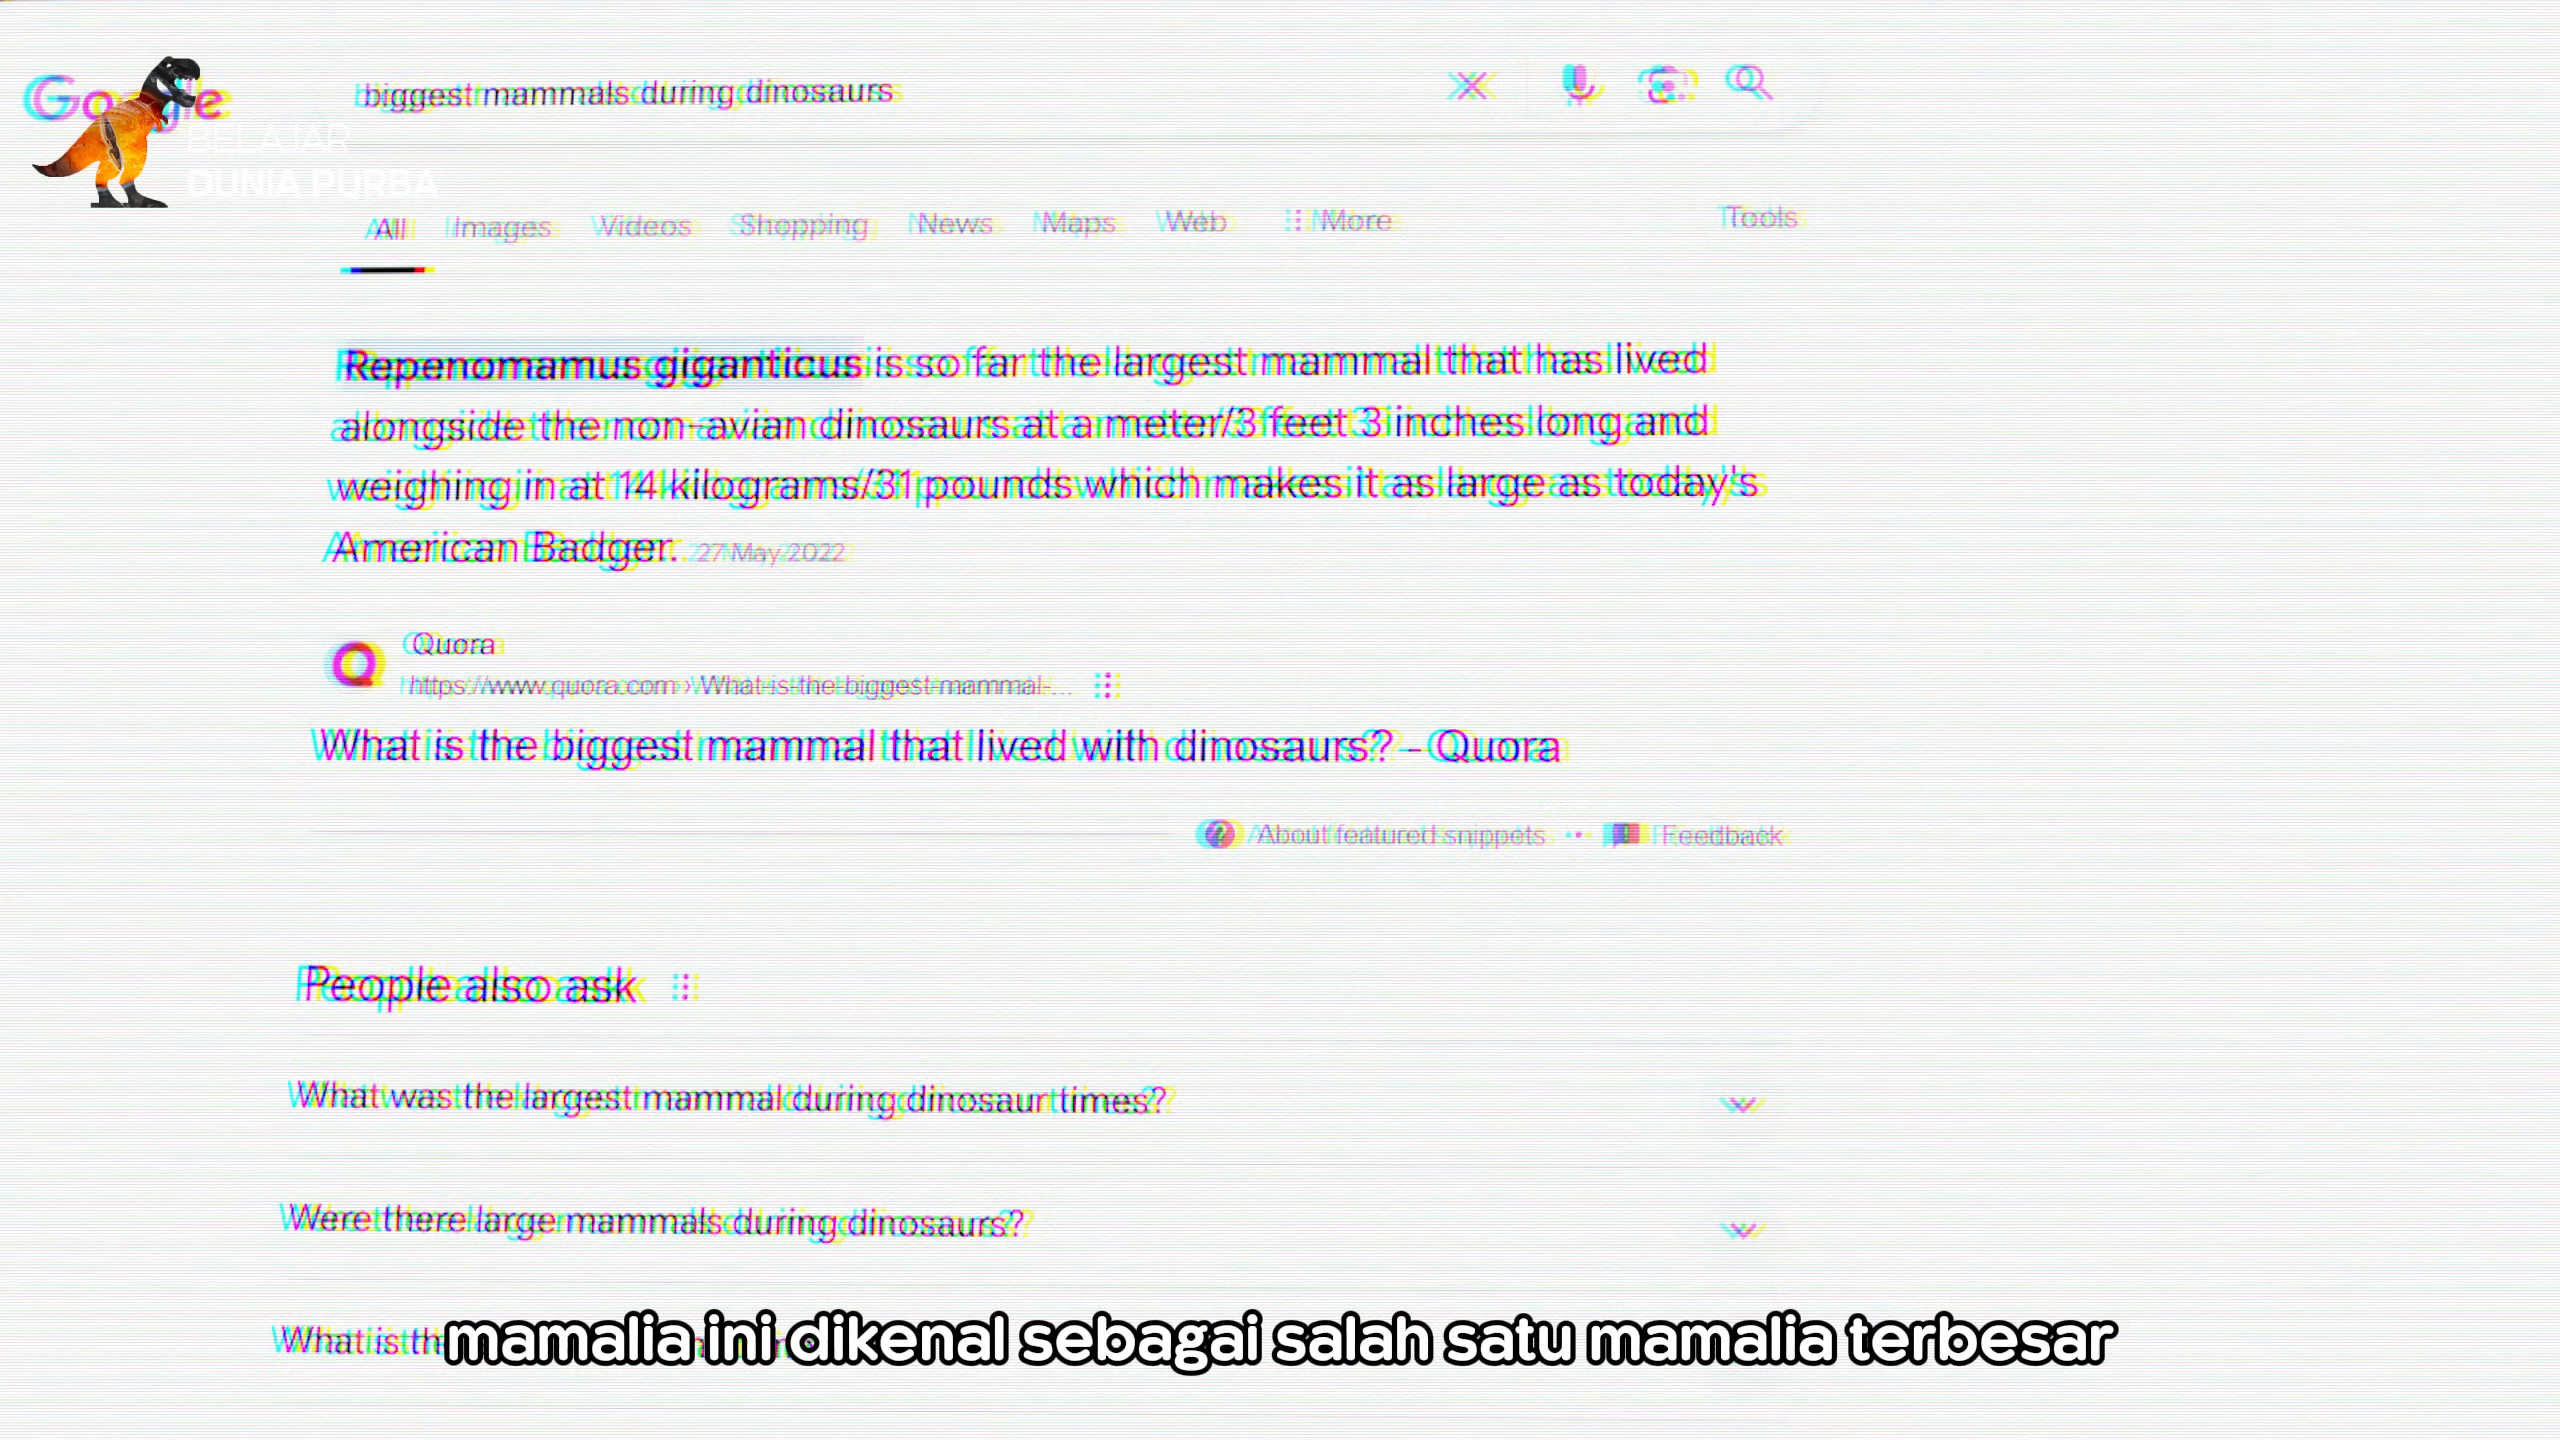 Google
BELAJAR
DUNIA PURBA
biggest mammals during dinosaurs
All Images Videos Shopping News Maps Web More Tools
Repenomamus giganticus is so far the largest mammal that has lived
alongside the non-avian dinosaurs at a meter/3 feet 3 inches long and
weighing in at 14 kilograms/31 pounds which makes it as large as today's
American Badger. 27 May 2022
Quora
https://www.quora.com › What-is-the-biggest-mammal-...
What is the biggest mammal that lived with dinosaurs? - Quora
About featured snippets Feedback
People also ask
What was the largest mammal during dinosaur times?
Were there large mammals during dinosaurs?
What is
mamalia ini dikenal sebagai salah satu mamalia terbesar